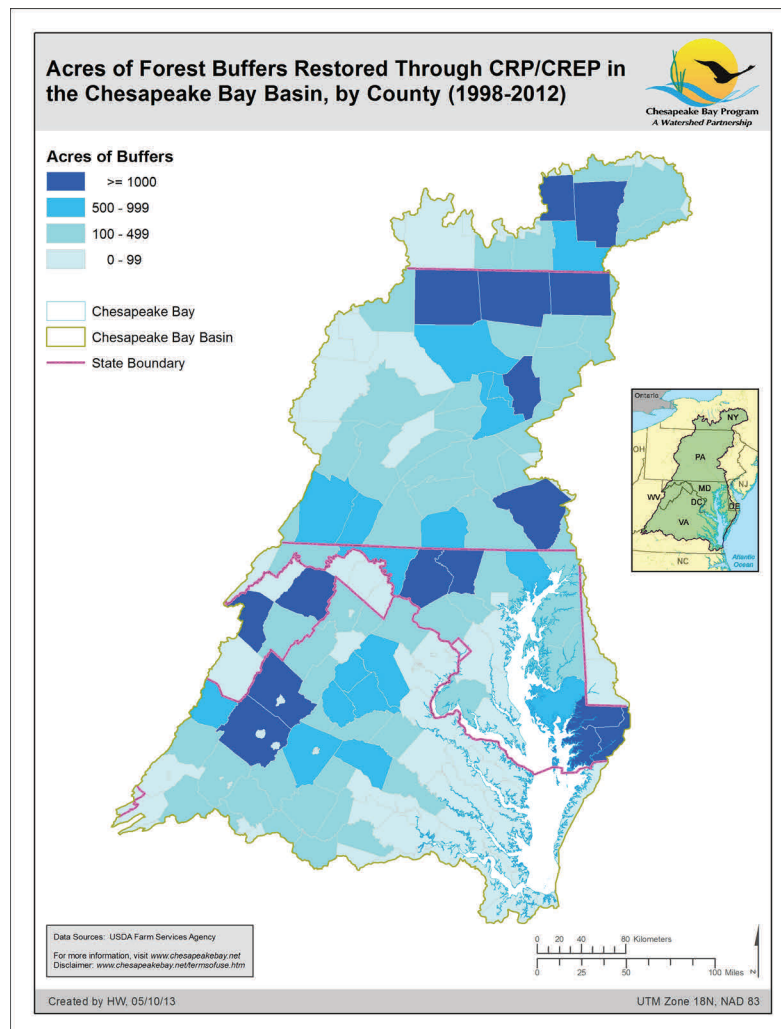 Acres of Forest Buffers Restored Through CRP/CREP in
the Chesapeake Bay Basin, by County (1998-2012)
Chesapeake Bay Program
A Watershed Partnership
Acres of Buffers
>= 1000
500 - 999
100 - 499
0 - 99
Chesapeake Bay
Chesapeake Bay Basin
State Boundary
Ontario
NY
OH
PA
NJ
MD
WV
DC
DE
VA
NC
Atlantic
Ocean
Data Sources: USDA Farm Services Agency
For more information, visit www.chesapeakebay.net
Disclaimer: www.chesapeakebay.net/termsofuse.htm
0 20 40 80 Kilometers
0 25 50 100 Miles
N
Created by HW, 05/10/13
UTM Zone 18N, NAD 83